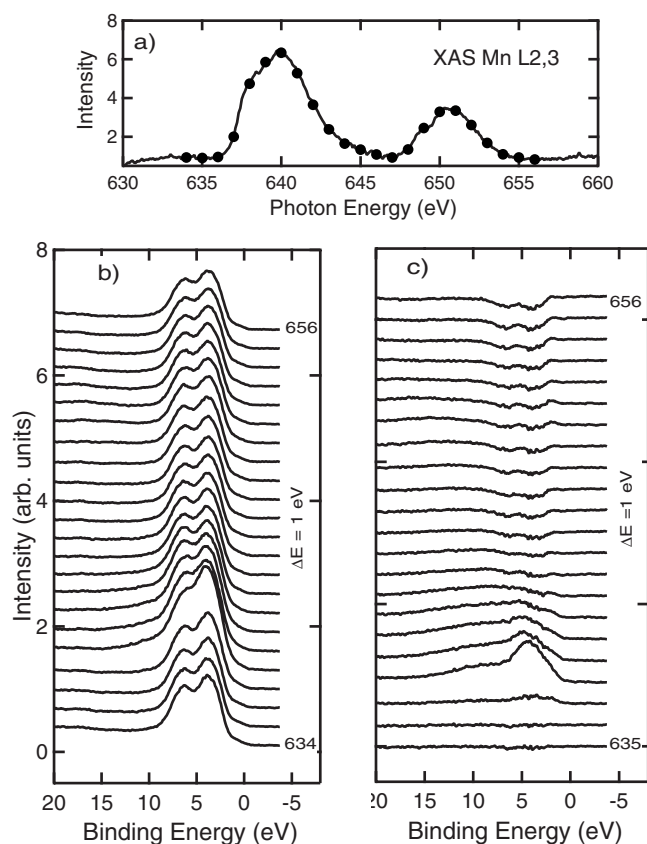 a)
XAS Mn L2,3
Intensity
6
4
2
630
635
640
645
650
655
660
Photon Energy (eV)
b)
c)
8
6
4
2
0
Intensity (arb. units)
656
ΔE = 1 eV
634
656
ΔE =1 eV
635
20
15
10
5
0
-5
Binding Energy (eV)
20
15
10
5
0
-5
Binding Energy (eV)